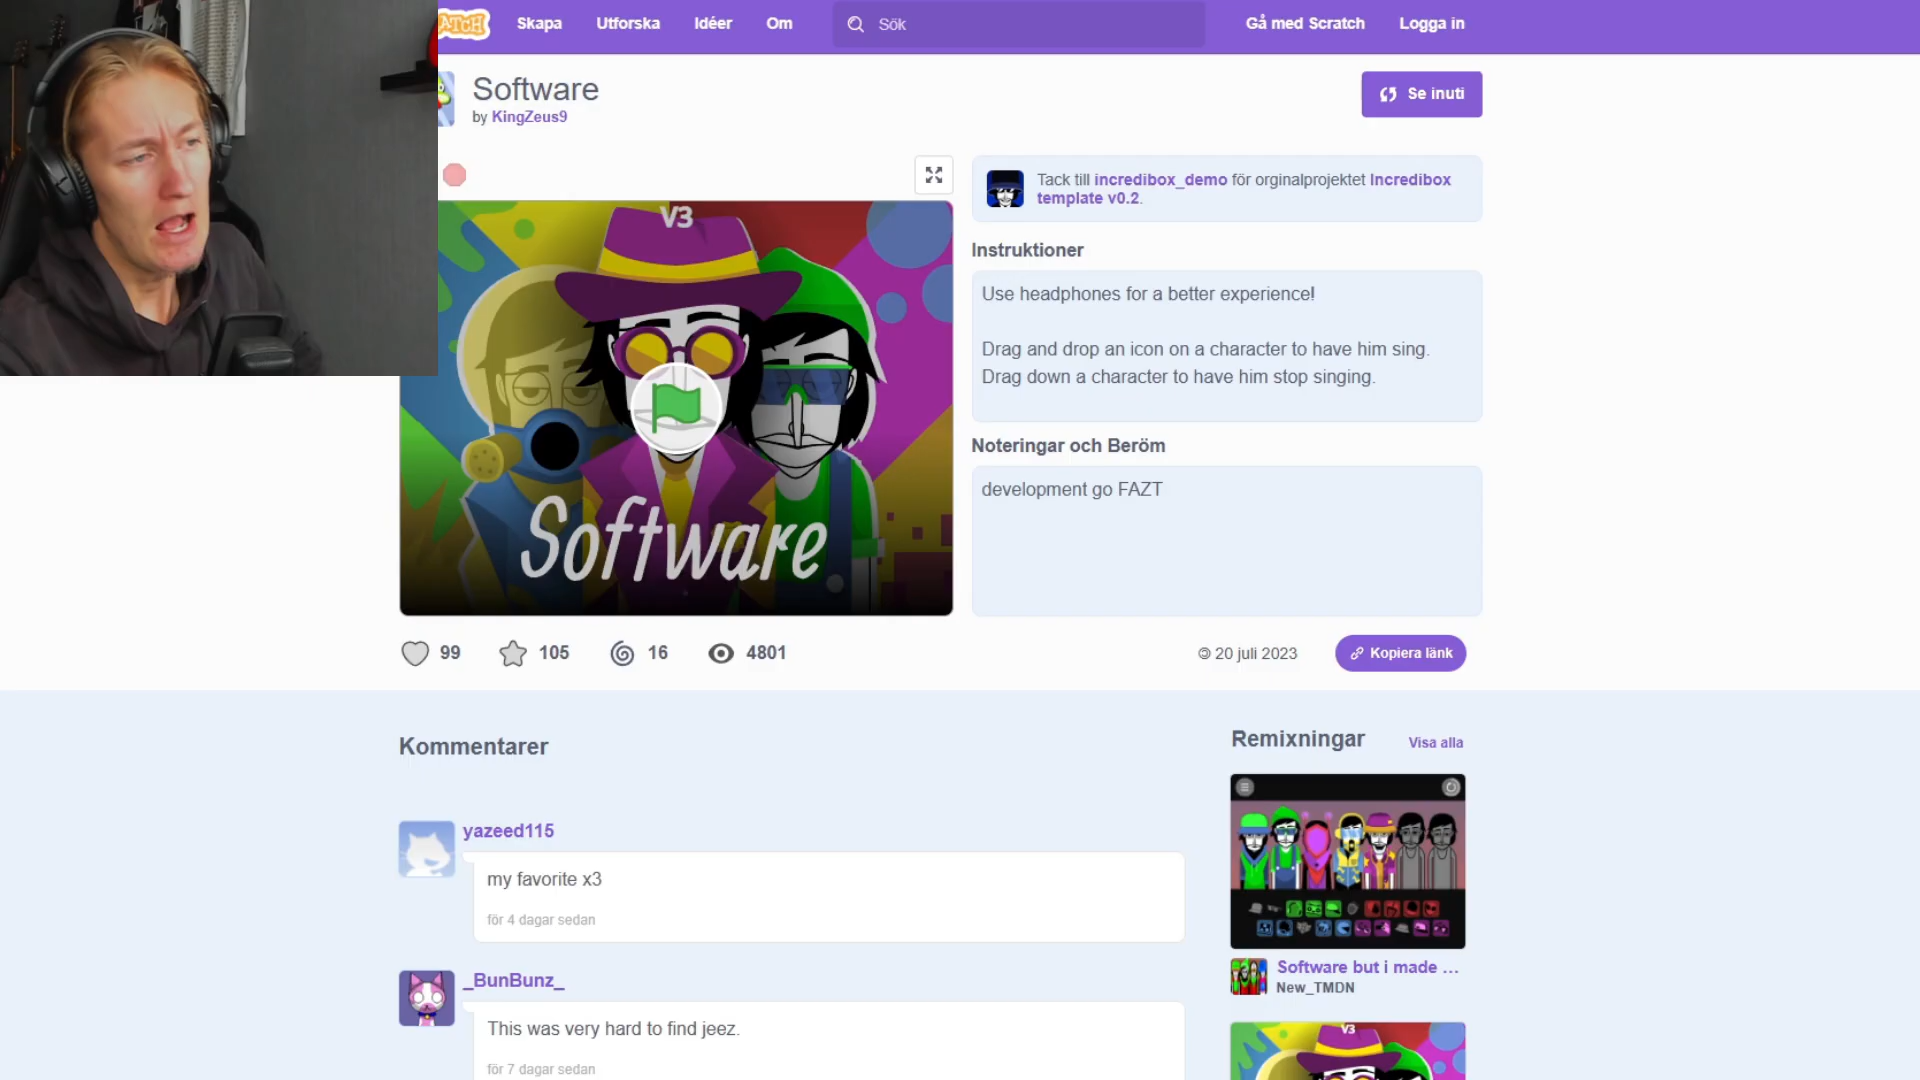 ATCH
Skapa
Utforska
Idéer
Om
Sök
Gå med Scratch
Logga in
Software
by KingZeus9
Se inuti
Tack till incredibox_demo för orginalprojektet Incredibox
template v0.2.
V3
Software
Instruktioner
Use headphones for a better experience!
Drag and drop an icon on a character to have him sing.
Drag down a character to have him stop singing.
Noteringar och Beröm
development go FAZT
99
105
16
4801
© 20 juli 2023
Kopiera länk
Kommentarer
yazeed115
my favorite x3
för 4 dagar sedan
_BunBunz_
This was very hard to find jeez.
för 7 dagar sedan
Remixningar
Visa alla
Software but i made ...
New_TMDN
V3